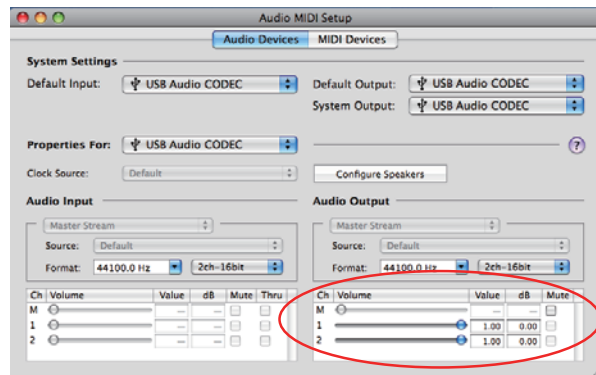 Audio MIDI Setup
Audio Devices MIDI Devices
System Settings
Default Input: USB Audio CODEC Default Output: USB Audio CODEC
System Output: USB Audio CODEC
Properties For: USB Audio CODEC ?
Clock Source: Default Configure Speakers
Audio Input Audio Output
Master Stream Master Stream
Source: Default Source: Default
Format: 44100.0 Hz 2ch-16bit Format: 44100.0 Hz 2ch-16bit
Ch Volume Value dB Mute Thru Ch Volume Value dB Mute
M — — M — —
1 — — 1 1.00 0.00
2 — — 2 1.00 0.00